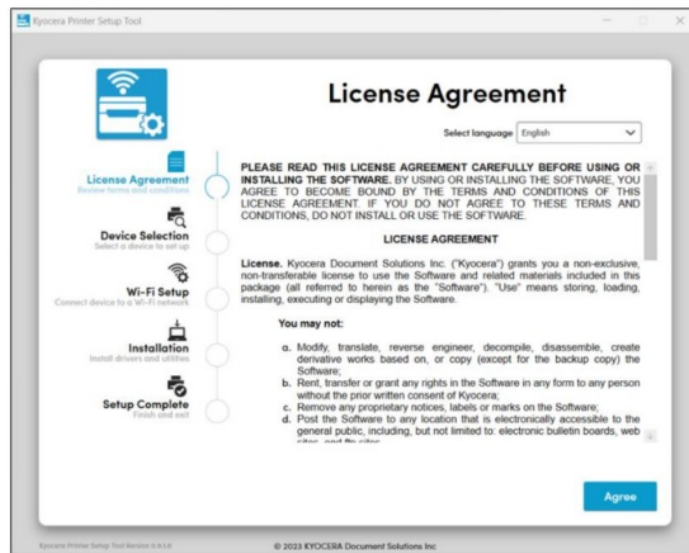 Kyocera Printer Setup Tool
License Agreement
Select language English
License Agreement
Review terms and conditions
Device Selection
Select a device to set up
Wi-Fi Setup
Connect device to a Wi-Fi network
Installation
Install drivers and utilities
Setup Complete
Finish and exit
PLEASE READ THIS LICENSE AGREEMENT CAREFULLY BEFORE USING OR
INSTALLING THE SOFTWARE. BY USING OR INSTALLING THE SOFTWARE, YOU
AGREE TO BECOME BOUND BY THE TERMS AND CONDITIONS OF THIS
LICENSE AGREEMENT. IF YOU DO NOT AGREE TO THESE TERMS AND
CONDITIONS, DO NOT INSTALL OR USE THE SOFTWARE.
LICENSE AGREEMENT
License. Kyocera Document Solutions Inc. ("Kyocera") grants you a non-exclusive,
non-transferable license to use the Software and related materials included in this
package (all referred to herein as the "Software"). "Use" means storing, loading,
installing, executing or displaying the Software.
You may not:
a. Modify, translate, reverse engineer, decompile, disassemble, create
derivative works based on, or copy (except for the backup copy) the
Software;
b. Rent, transfer or grant any rights in the Software in any form to any person
without the prior written consent of Kyocera;
c. Remove any proprietary notices, labels or marks on the Software;
d. Post the Software to any location that is electronically accessible to the
general public, including, but not limited to: electronic bulletin boards, web
sites, and ftp sites
Agree
Kyocera Printer Setup Tool Version
© 2023 KYOCERA Document Solutions Inc